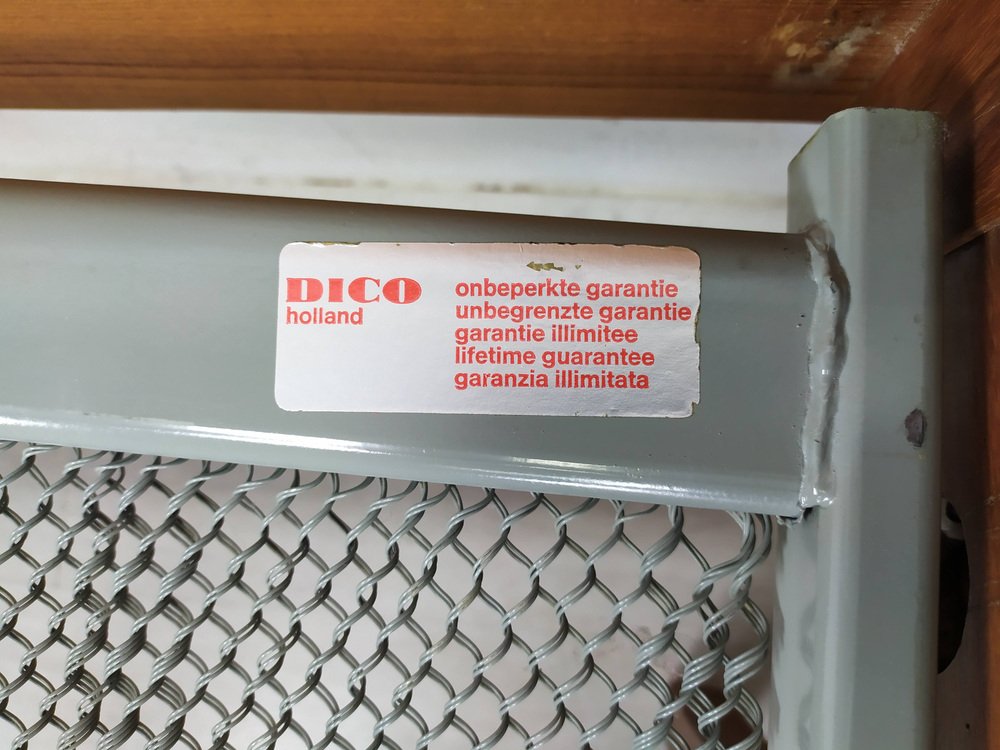 DICO
holland
onbeperkte garantie
unbegrenzte garantie
garantie illimitee
lifetime guarantee
garanzia illimitata